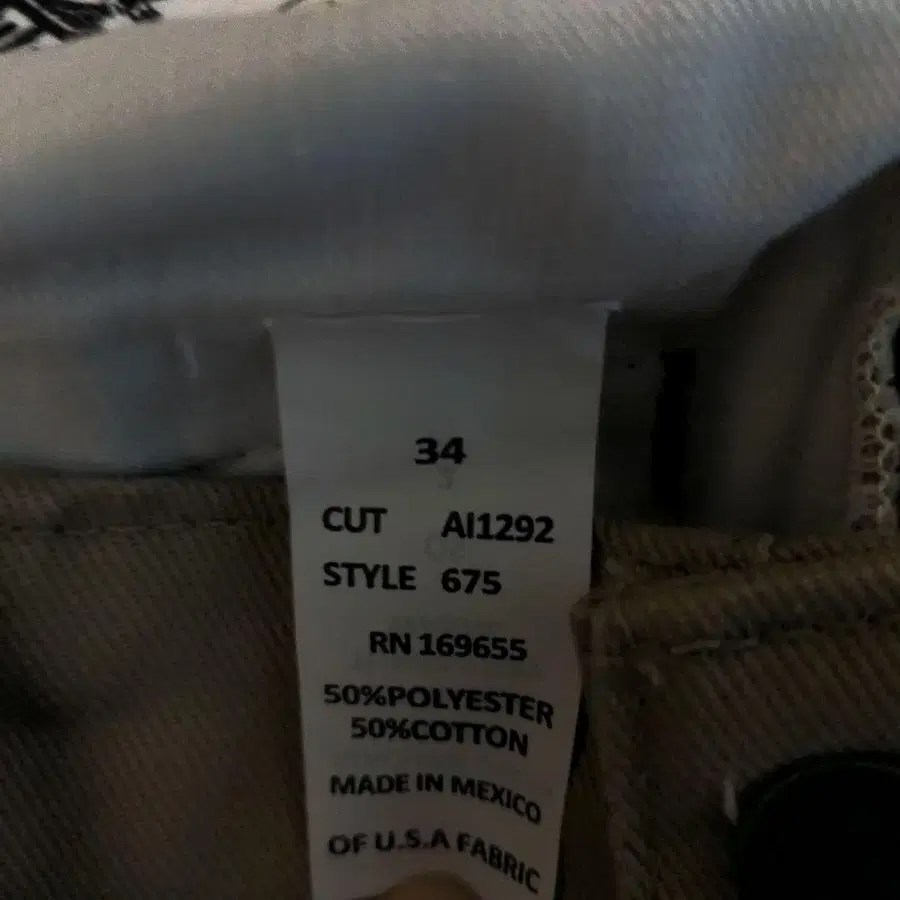 34
CUT AI1292
STYLE 675
RN 169655
50%POLYESTER
50%COTTON
MADE IN MEXICO
OF U.S.A FABRIC